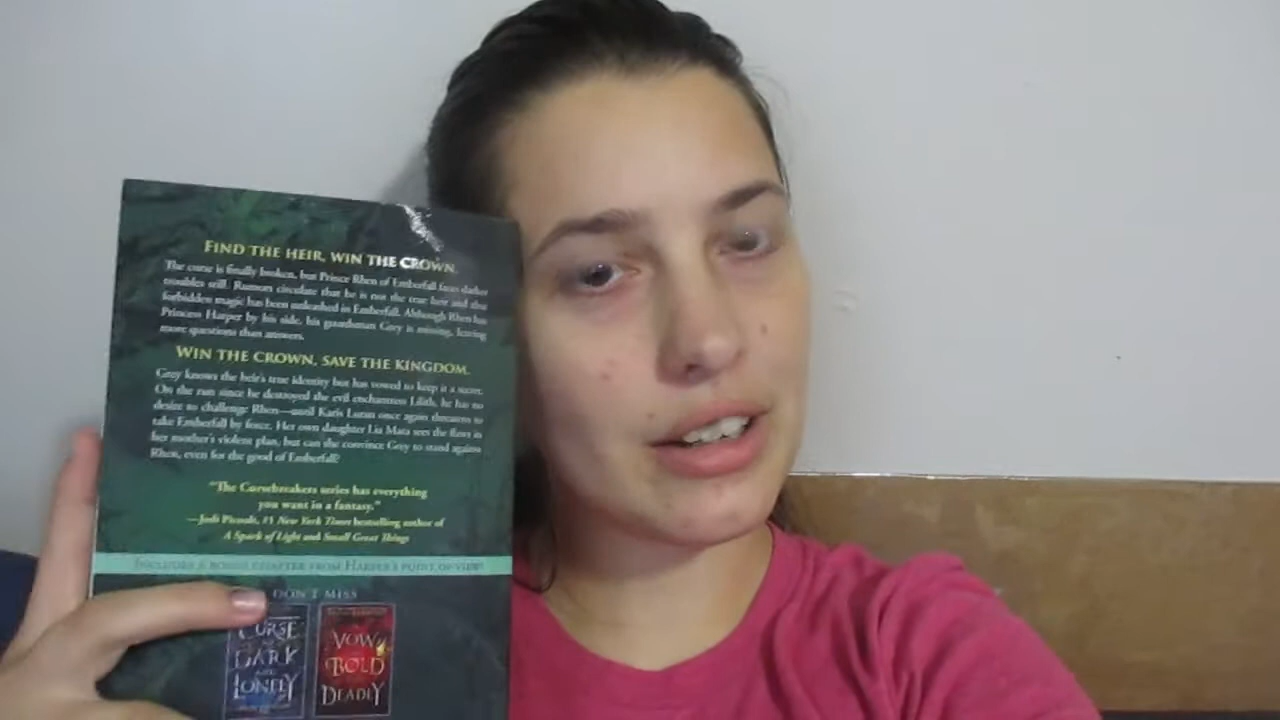 FIND THE HEIR, WIN THE CROWN.
The curse is finally broken, but Prince Rhen of Emberfall faces darker
troubles still. Rumors circulate that he is not the true heir and that
forbidden magic has been unleashed in Emberfall. Although Rhen has
Princess Harper by his side, his guardsman Grey is missing, leaving
more questions than answers.
WIN THE CROWN, SAVE THE KINGDOM.
Grey knows the heir's true identity but has vowed to keep it a secret.
On the run since he destroyed the evil enchantress Lilith, he has no
desire to challenge Rhen—until Karis Luran once again threatens to
take Emberfall by force. Her own daughter Lia Mara sees the flaws in
her mother's violent plan, but can she convince Grey to stand against
Rhen, even for the good of Emberfall?
"The Cursebreakers series has everything
you want in a fantasy."
—Jodi Picoult, #1 New York Times bestselling author of
A Spark of Light and Small Great Things
INCLUDES A BONUS CHAPTER FROM HARPER'S POINT OF VIEW!
DON'T MISS
CURSE
DARK
AND
LONELY
VOW
BOLD
DEADLY